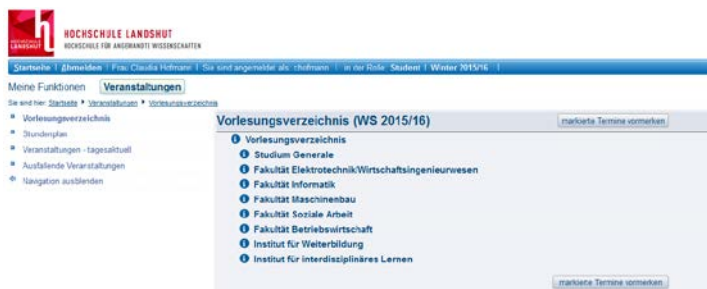 HOCHSCHULE LANDSHUT
HOCHSCHULE FÜR ANGEWANDTE WISSENSCHAFTEN
HOCHSCHULE
LANDSHUT
Startseite | Abmelden | Frau Claudia Hofmann | Sie sind angemeldet als: chofmann | in der Rolle: Student | Winter 2015/16 |
Meine Funktionen Veranstaltungen
Sie sind hier: Startseite Veranstaltungen Vorlesungsverzeichnis
Vorlesungsverzeichnis
Stundenplan
Veranstaltungen - tagesaktuell
Ausfallende Veranstaltungen
Navigation ausblenden
Vorlesungsverzeichnis (WS 2015/16) markierte Termine vormerken
Vorlesungsverzeichnis
Studium Generale
Fakultät Elektrotechnik/Wirtschaftsingenieurwesen
Fakultät Informatik
Fakultät Maschinenbau
Fakultät Soziale Arbeit
Fakultät Betriebswirtschaft
Institut für Weiterbildung
Institut für interdisziplinäres Lernen
markierte Termine vormerken